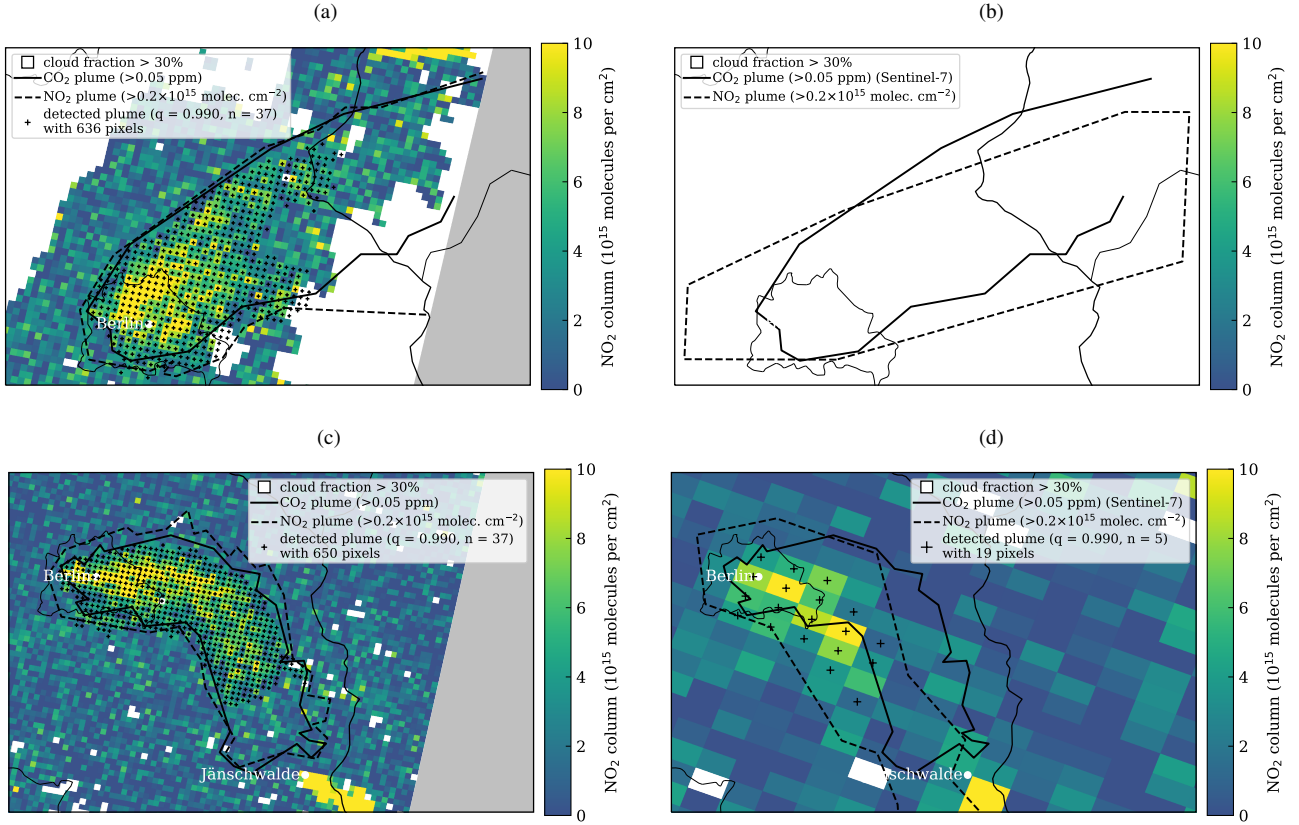 (a)
cloud fraction > 30%
CO₂ plume (>0.05 ppm)
NO₂ plume (>0.2×10¹⁵ molec. cm⁻²)
detected plume (q = 0.990, n = 37)
with 636 pixels
Berlin
10
8
6
4
2
0
NO₂ column (10¹⁵ molecules per cm²)
(b)
cloud fraction > 30%
CO₂ plume (>0.05 ppm) (Sentinel-7)
NO₂ plume (>0.2×10¹⁵ molec. cm⁻²)
10
8
6
4
2
0
NO₂ column (10¹⁵ molecules per cm²)
(c)
cloud fraction > 30%
CO₂ plume (>0.05 ppm)
NO₂ plume (>0.2×10¹⁵ molec. cm⁻²)
detected plume (q = 0.990, n = 37)
with 650 pixels
Berlin
Jänschwalde
10
8
6
4
2
0
NO₂ column (10¹⁵ molecules per cm²)
(d)
cloud fraction > 30%
CO₂ plume (>0.05 ppm) (Sentinel-7)
NO₂ plume (>0.2×10¹⁵ molec. cm⁻²)
detected plume (q = 0.990, n = 5)
with 19 pixels
Berlin
schwalde
10
8
6
4
2
0
NO₂ column (10¹⁵ molecules per cm²)